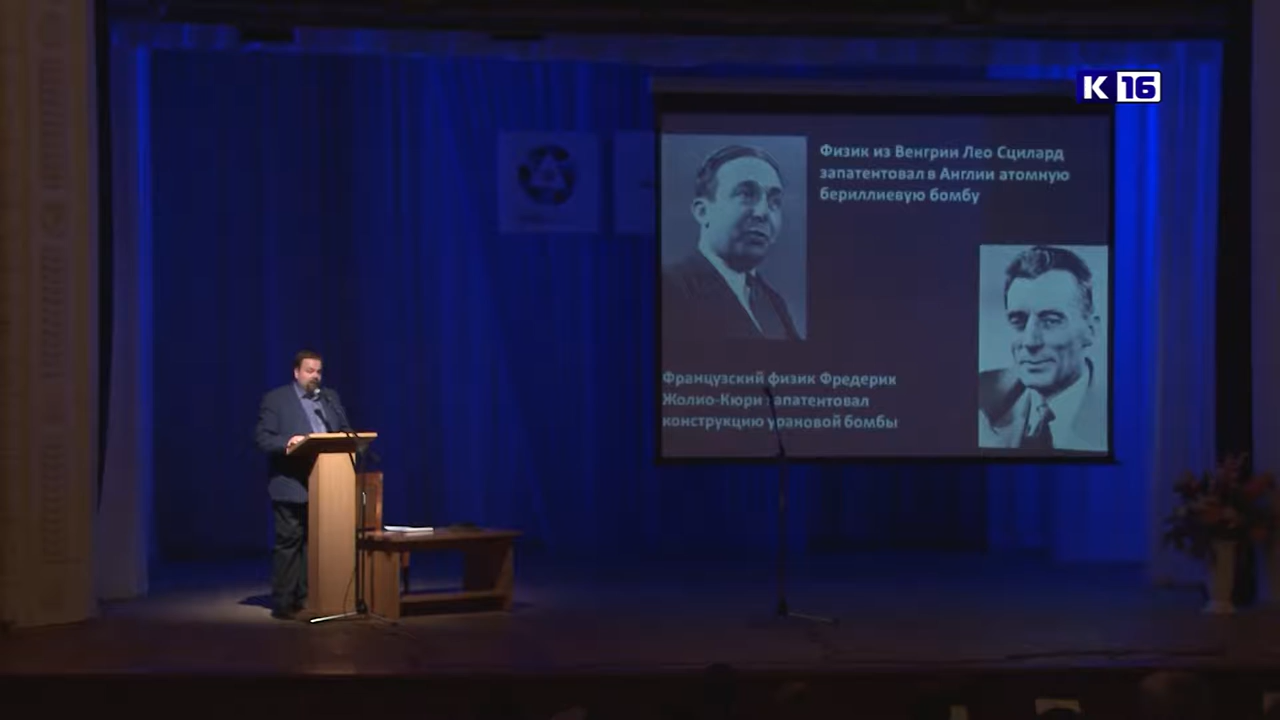 К 16
Физик из Венгрии Лео Сцилард
запатентовал в Англии атомную
бериллиевую бомбу
Французский физик Фредерик
Жолио-Кюри запатентовал
конструкцию урановой бомбы